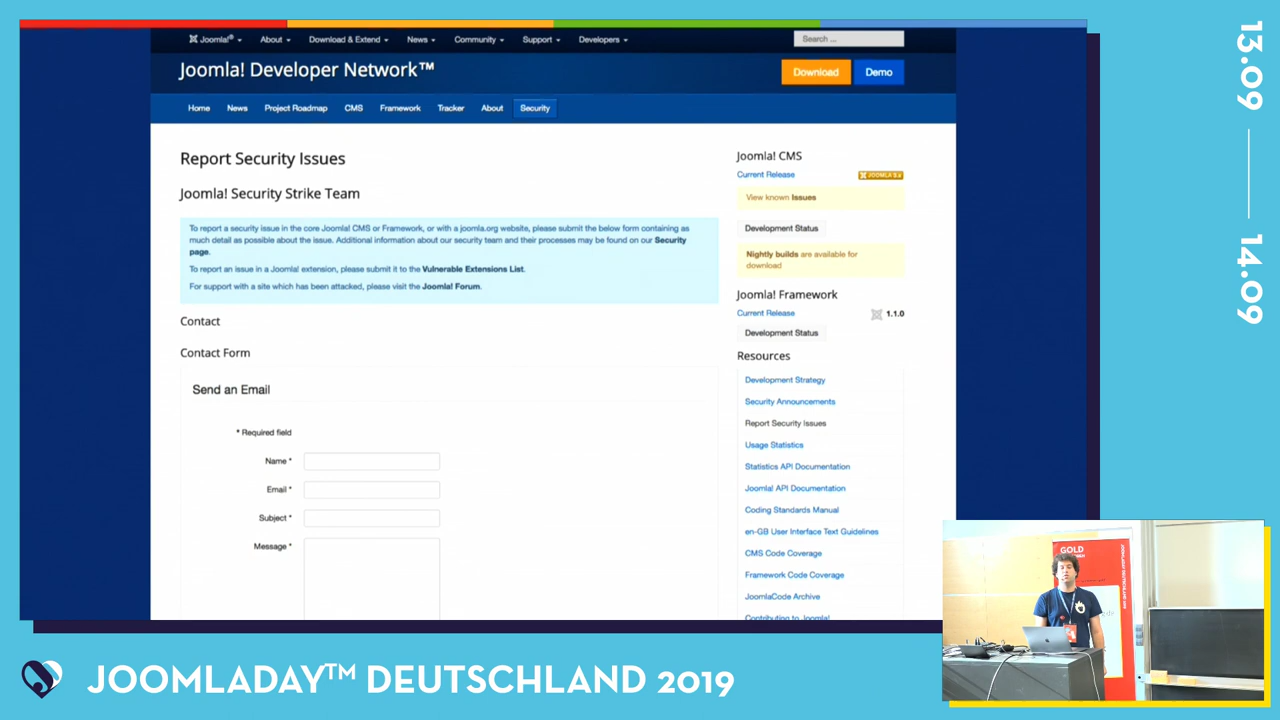 Joomla!®
About
Download & Extend
News
Community
Support
Developers
Search ...
Joomla! Developer Network™
Download
Demo
Home
News
Project Roadmap
CMS
Framework
Tracker
About
Security
Report Security Issues
Joomla! Security Strike Team
To report a security issue in the core Joomla! CMS or Framework, or with a joomla.org website, please submit the below form containing as
much detail as possible about the issue. Additional information about our security team and their processes may be found on our Security
page.
To report an issue in a Joomla! extension, please submit it to the Vulnerable Extensions List.
For support with a site which has been attacked, please visit the Joomla! Forum.
Contact
Contact Form
Send an Email
* Required field
Name *
Email *
Subject *
Message *
Joomla! CMS
Current Release
View known Issues
Development Status
Nightly builds are available for
download
Joomla! Framework
Current Release
1.1.0
Development Status
Resources
Development Strategy
Security Announcements
Report Security Issues
Usage Statistics
Statistics API Documentation
Joomla! API Documentation
Coding Standards Manual
en-GB User Interface Text Guidelines
CMS Code Coverage
Framework Code Coverage
JoomlaCode Archive
Contributing to Joomla!
13.09
14.09
GOLD
JOOMLADAY™ DEUTSCHLAND 2019